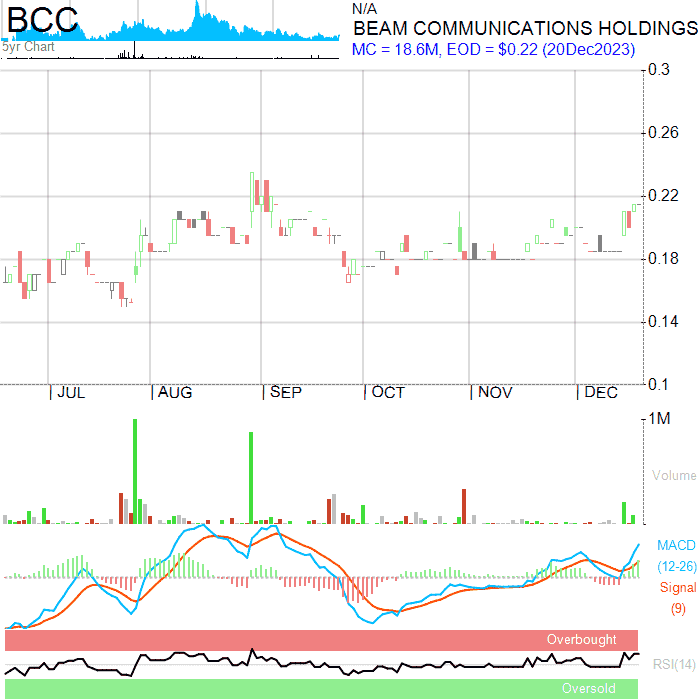 BCC
5yr Chart
N/A
BEAM COMMUNICATIONS HOLDINGS
MC = 18.6M, EOD = $0.22 (20Dec2023)
0.3
0.26
0.22
0.18
0.14
0.1
JUL AUG SEP OCT NOV DEC
1M
Volume
MACD
(12-26)
Signal
(9)
Overbought
RSI(14)
Oversold